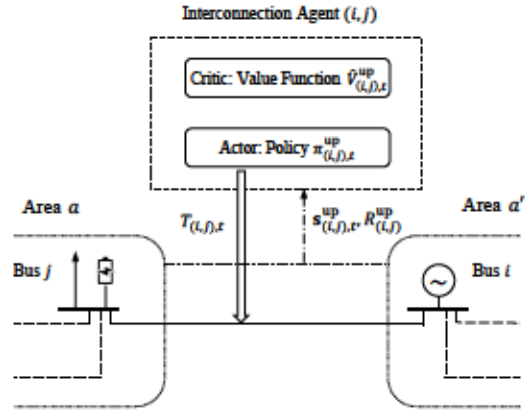 Interconnection Agent (i, j)
Critic: Value Function V̂^up_(i,j),t
Actor: Policy π^up_(i,j),t
Area a
T_(i,j),t
s^up_(i,j),t, R^up_(i,j)
Area a′
Bus j
Bus i
~